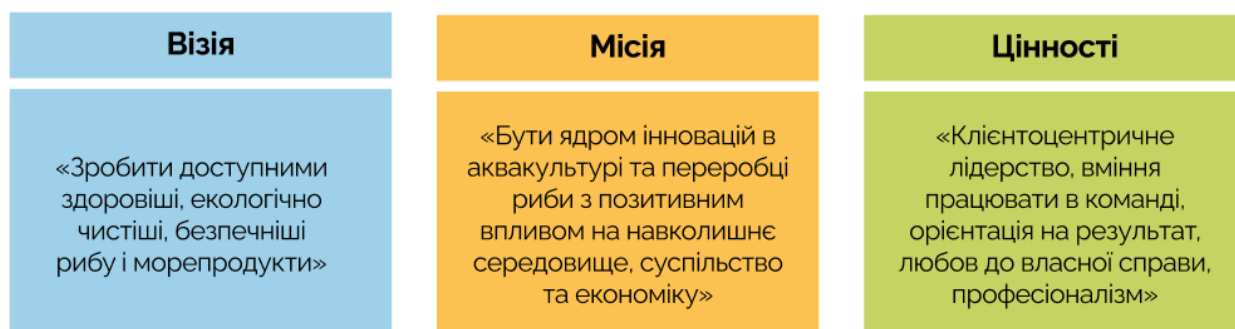 Візія
«Зробити доступними
здоровіші, екологічно
чистіші, безпечніші
рибу і морепродукти»
Місія
«Бути ядром інновацій в
аквакультурі та переробці
риби з позитивним
впливом на навколишнє
середовище, суспільство
та економіку»
Цінності
«Клієнтоцентричне
лідерство, вміння
працювати в команді,
орієнтація на результат,
любов до власної справи,
професіоналізм»